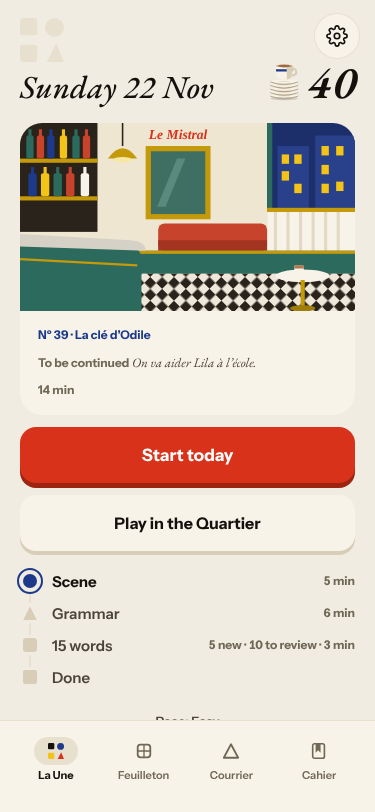 Sunday 22 Nov
40
Le Mistral
Nº 39 · La clé d'Odile
To be continued On va aider Lila à l'école.
14 min
Start today
Play in the Quartier
Scene 5 min
Grammar 6 min
15 words 5 new · 10 to review · 3 min
Done
La Une Feuilleton Courrier Cahier